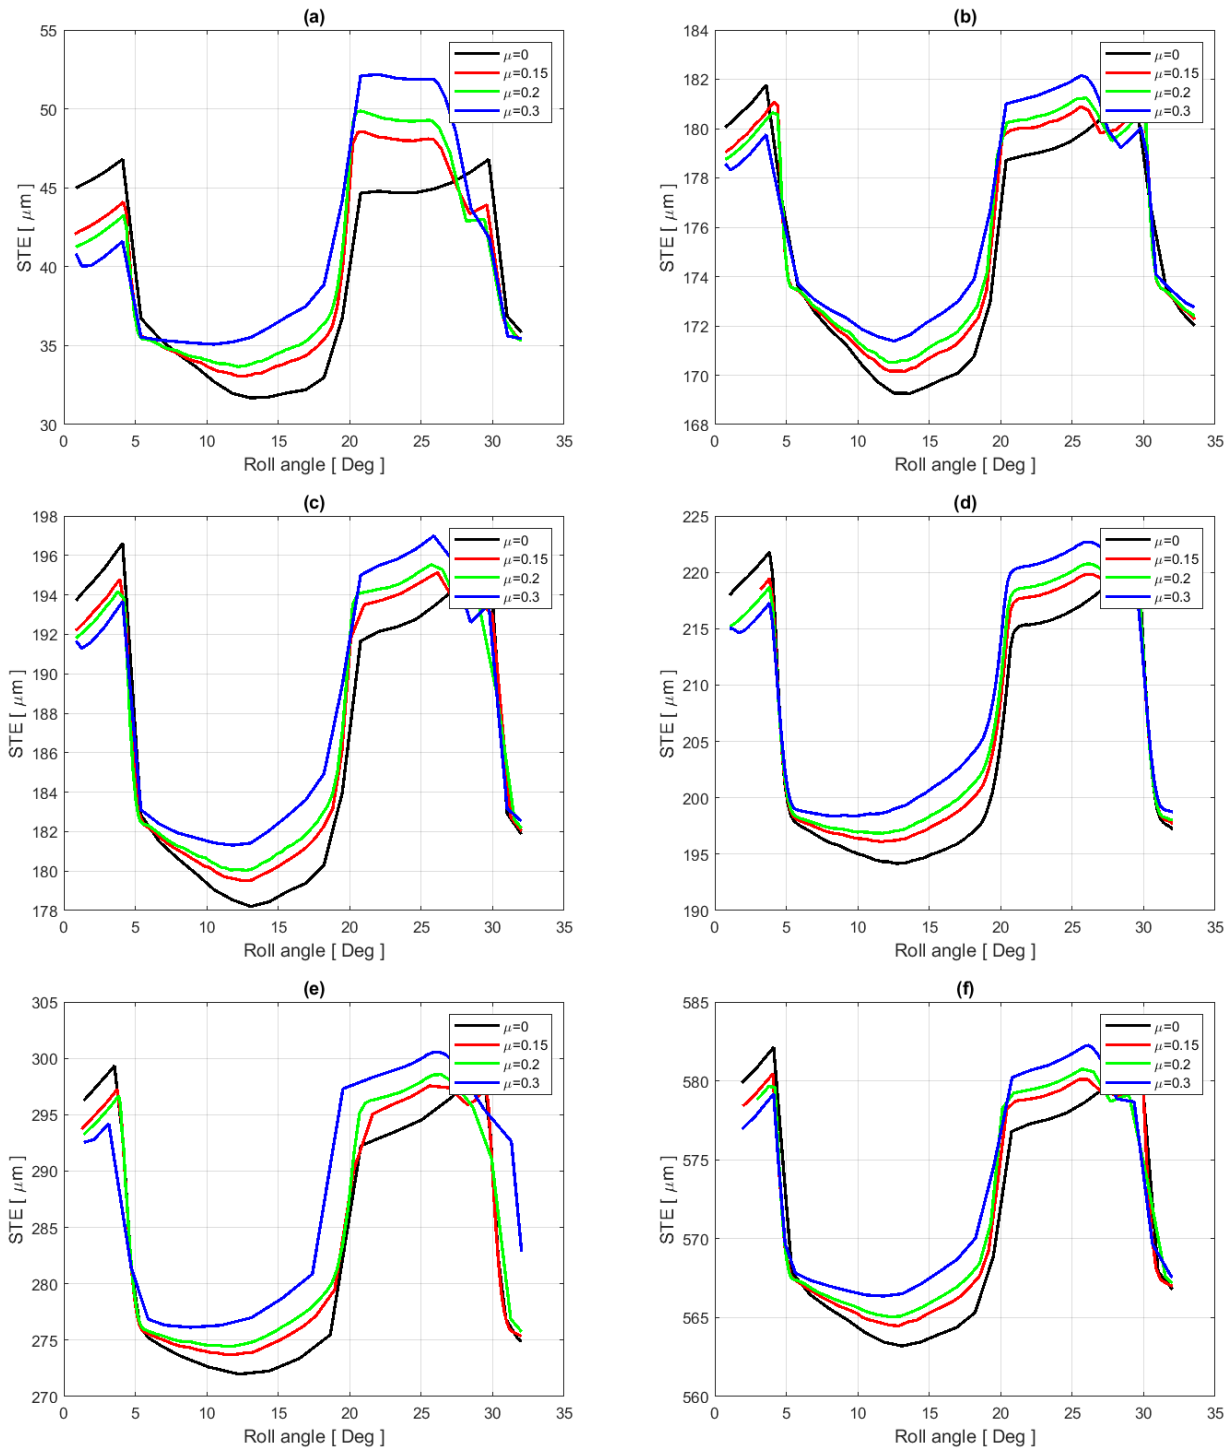 (a)
55
50
45
40
35
30
0 5 10 15 20 25 30 35
STE [ μm ]
Roll angle [ Deg ]
μ=0
μ=0.15
μ=0.2
μ=0.3
(b)
184
182
180
178
176
174
172
170
168
0 5 10 15 20 25 30 35
STE [ μm ]
Roll angle [ Deg ]
μ=0
μ=0.15
μ=0.2
μ=0.3
(c)
198
196
194
192
190
188
186
184
182
180
178
0 5 10 15 20 25 30 35
STE [ μm ]
Roll angle [ Deg ]
μ=0
μ=0.15
μ=0.2
μ=0.3
(d)
225
220
215
210
205
200
195
190
0 5 10 15 20 25 30 35
STE [ μm ]
Roll angle [ Deg ]
μ=0
μ=0.15
μ=0.2
μ=0.3
(e)
305
300
295
290
285
280
275
270
0 5 10 15 20 25 30 35
STE [ μm ]
Roll angle [ Deg ]
μ=0
μ=0.15
μ=0.2
μ=0.3
(f)
585
580
575
570
565
560
0 5 10 15 20 25 30 35
STE [ μm ]
Roll angle [ Deg ]
μ=0
μ=0.15
μ=0.2
μ=0.3